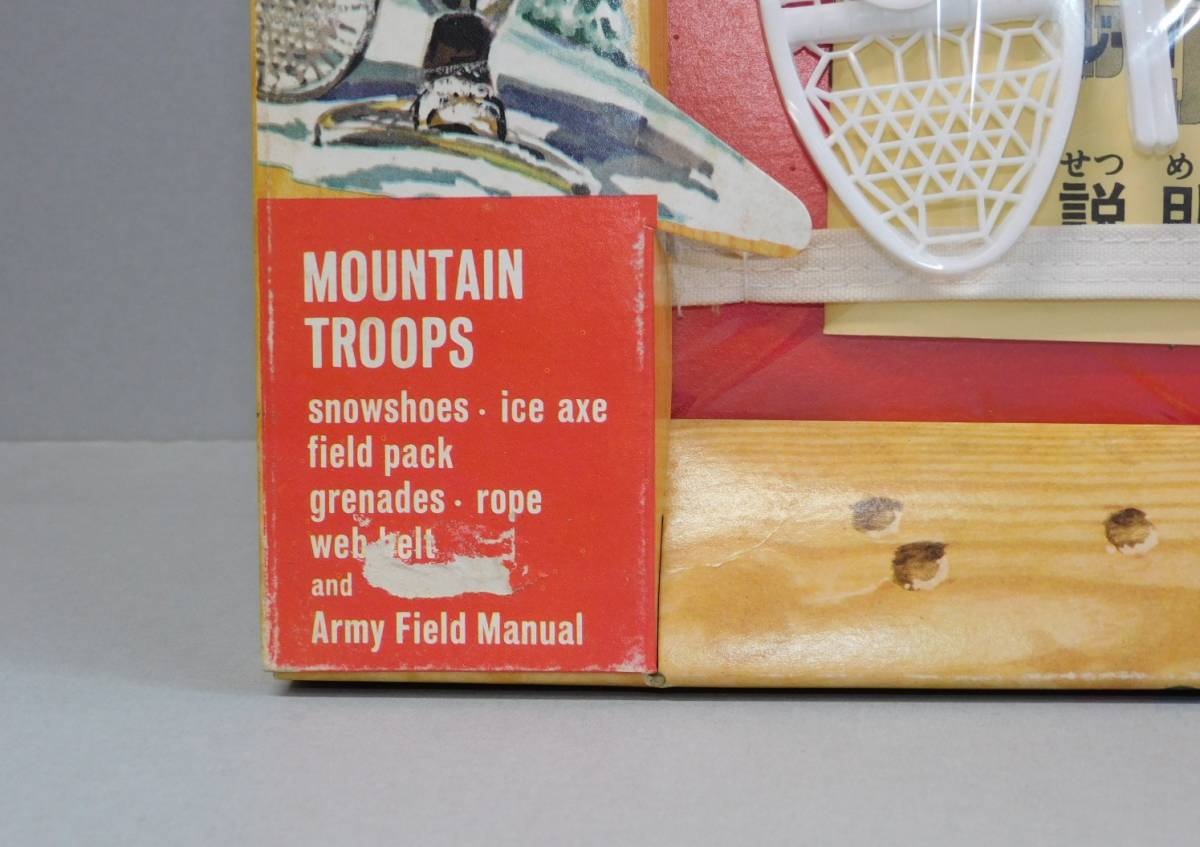 MOUNTAIN
TROOPS
snowshoes · ice axe
field pack
grenades · rope
web belt
and
Army Field Manual
せつ め
説 明